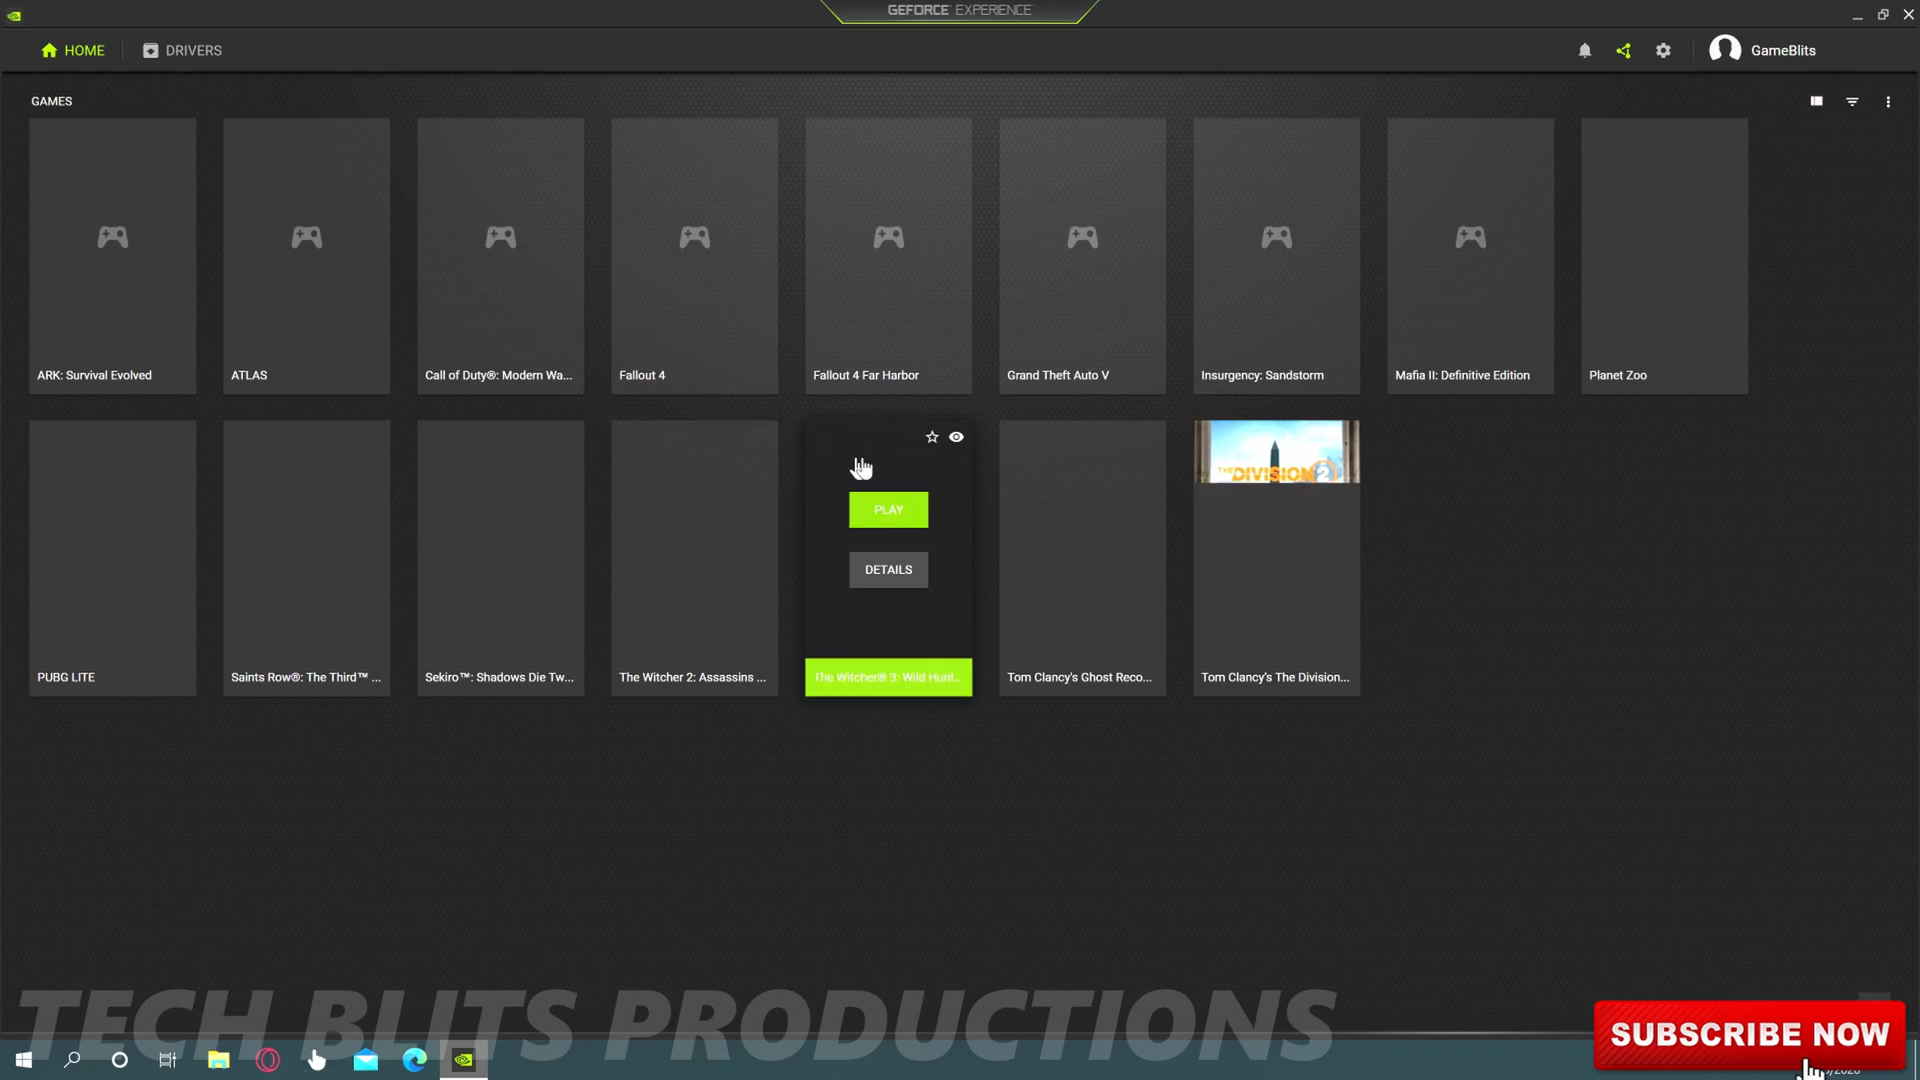 GEFORCE EXPERIENCE
HOME
DRIVERS
GameBlits
GAMES
ARK: Survival Evolved
ATLAS
Call of Duty®: Modern Wa...
Fallout 4
Fallout 4 Far Harbor
Grand Theft Auto V
Insurgency: Sandstorm
Mafia II: Definitive Edition
Planet Zoo
PLAY
DETAILS
THE DIVISION 2
PUBG LITE
Saints Row®: The Third™ ...
Sekiro™: Shadows Die Tw...
The Witcher 2: Assassins ...
The Witcher® 3: Wild Hunt...
Tom Clancy's Ghost Reco...
Tom Clancy's The Division...
TECH BLITS PRODUCTIONS
SUBSCRIBE NOW